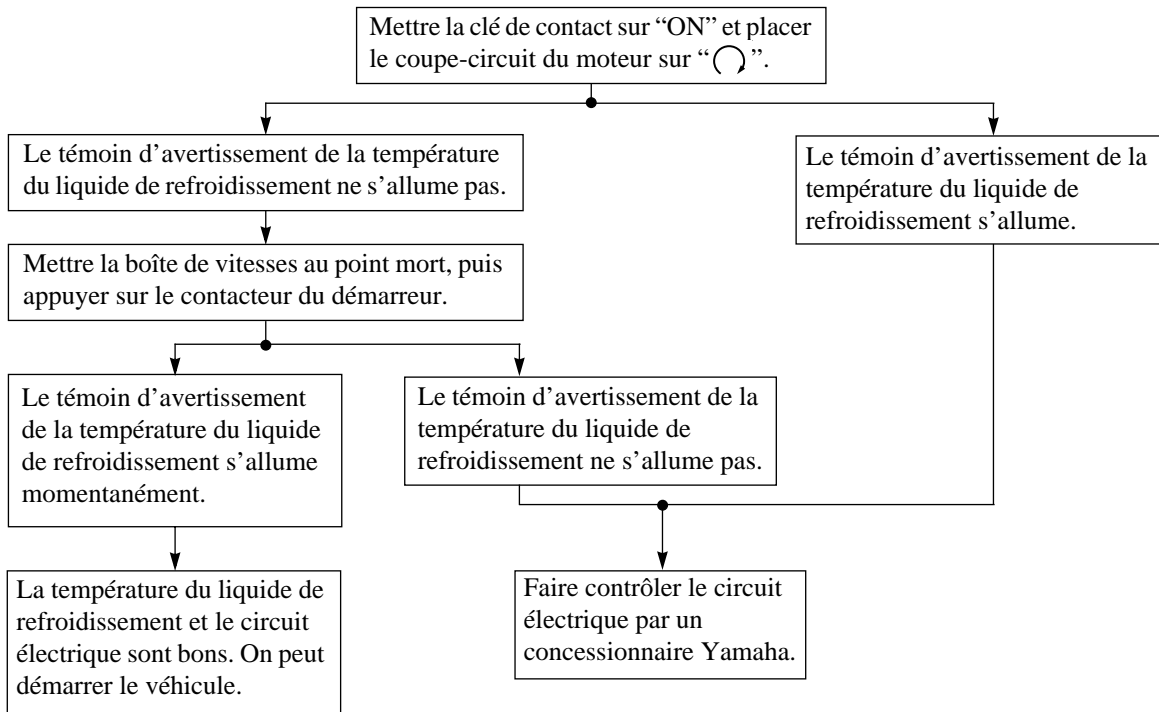 Mettre la clé de contact sur “ON” et placer
le coupe-circuit du moteur sur “ ”.
Le témoin d’avertissement de la température
du liquide de refroidissement ne s’allume pas.
Le témoin d’avertissement de la
température du liquide de
refroidissement s’allume.
Mettre la boîte de vitesses au point mort, puis
appuyer sur le contacteur du démarreur.
Le témoin d’avertissement
de la température du liquide
de refroidissement s’allume
momentanément.
Le témoin d’avertissement de la
température du liquide de
refroidissement ne s’allume pas.
La température du liquide de
refroidissement et le circuit
électrique sont bons. On peut
démarrer le véhicule.
Faire contrôler le circuit
électrique par un
concessionnaire Yamaha.